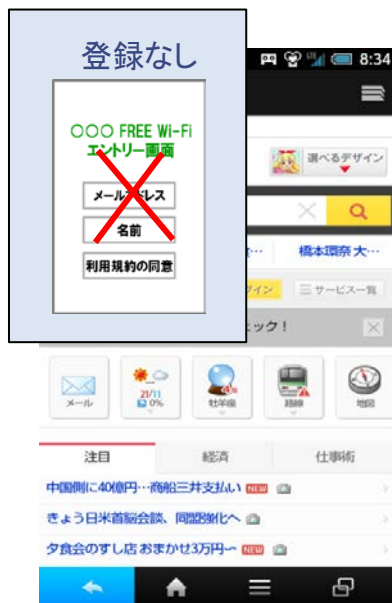 登録なし
○○○ FREE Wi-Fi
エントリー画面
メールアドレス
名前
利用規約の同意
8:34
選べるデザイン
橋本環奈 大…
イン
サービス一覧
ェック！
メール
21/11
0%
牡羊座
路線
地図
注目
経済
仕事術
中国側に40億円…商船三井支払い NEW
きょう日米首脳会談、同盟強化へ
夕食会のすし店 おまかせ3万円〜 NEW